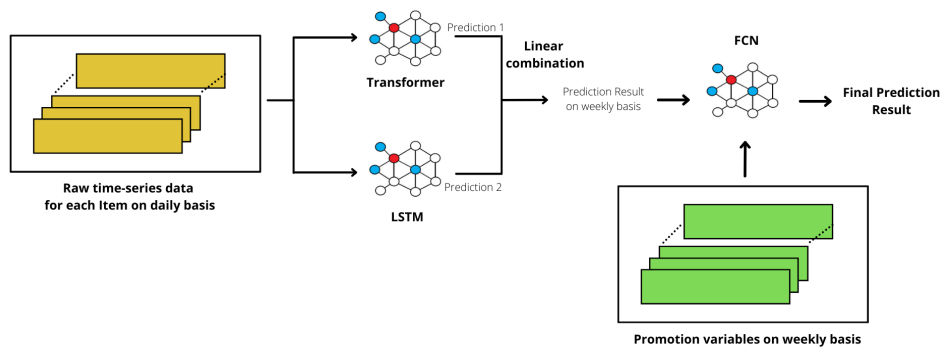 Prediction 1
Transformer
Linear
combination
FCN
Prediction Result
on weekly basis
Final Prediction
Result
Raw time-series data
for each Item on daily basis
Prediction 2
LSTM
Promotion variables on weekly basis